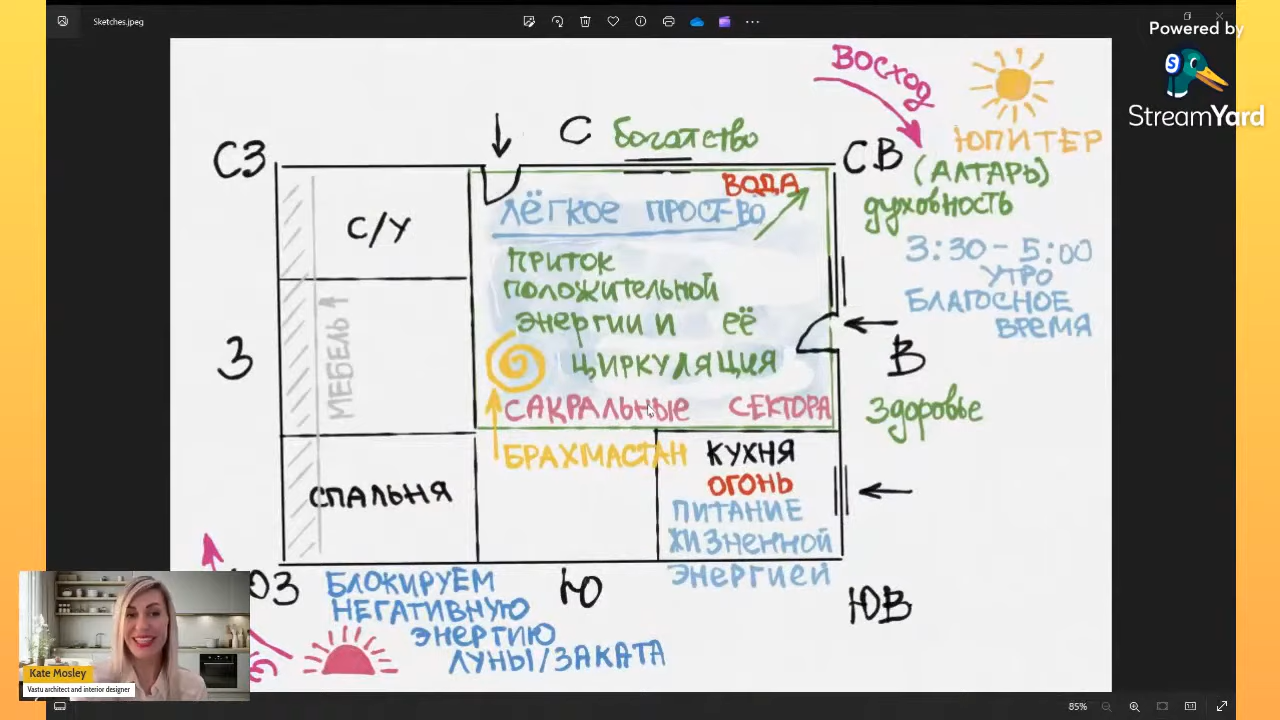 Sketches.jpeg
Powered by
StreamYard
ВОСХОД
ЮПИТЕР
С богатство
СЗ
СВ (АЛТАРЬ)
духовность
3:30 - 5:00
УТРО
БЛАГОСНОЕ
ВРЕМЯ
ВОДА
ЛЁГКОЕ ПРОСТ-ВО
С/У
ПРИТОК
ПОЛОЖИТЕЛЬНОЙ
ЭНЕРГИИ И ЕЁ
ЦИРКУЛЯЦИЯ
САКРАЛЬНЫЕ СЕКТОРА
МЕБЕЛЬ
З
В
Здоровье
БРАХМАСТАН
КУХНЯ
ОГОНЬ
ПИТАНИЕ
ЖИЗНЕННОЙ
ЭНЕРГИЕЙ
СПАЛЬНЯ
ЮЗ
Ю
ЮВ
БЛОКИРУЕМ
НЕГАТИВНУЮ
ЭНЕРГИЮ
ЛУНЫ/ЗАКАТА
Kate Mosley
Vastu architect and interior designer
85%